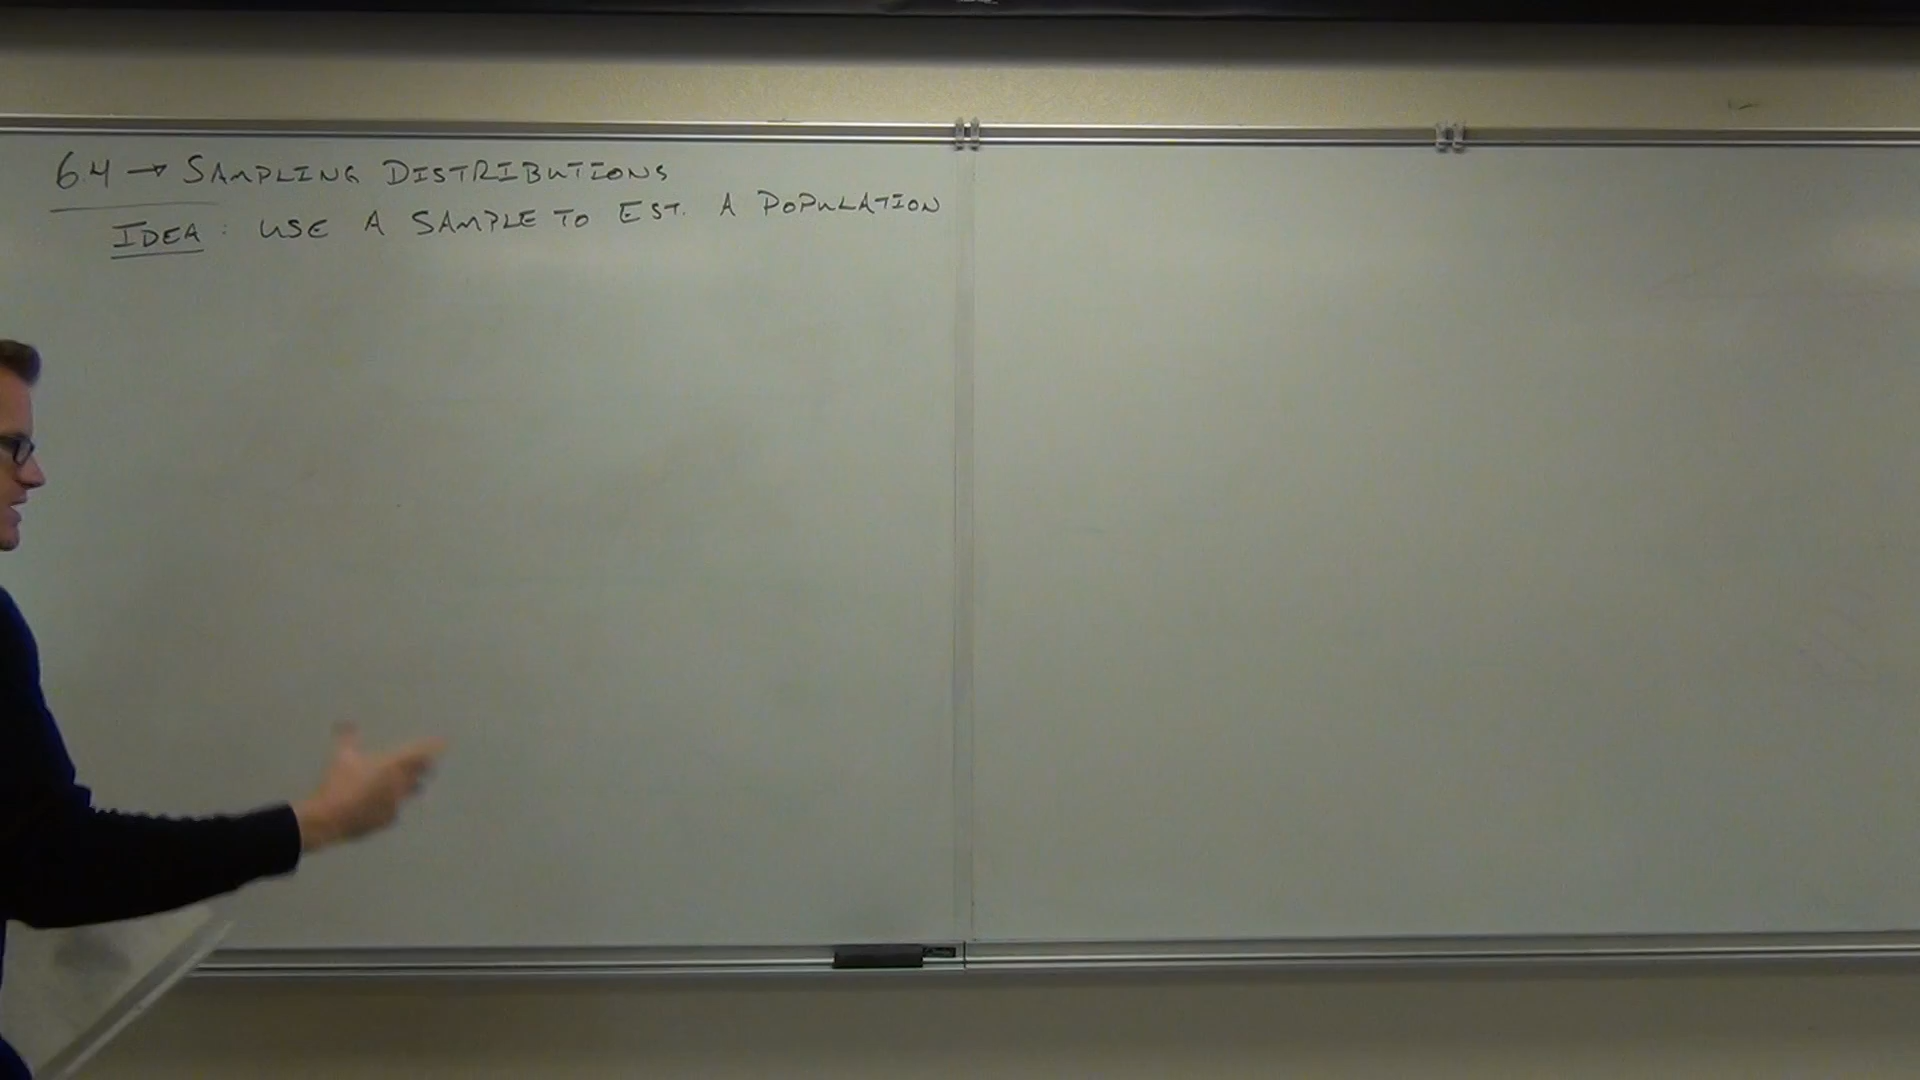 6.4 → SAMPLING DISTRIBUTIONS
IDEA: USE A SAMPLE TO EST. A POPULATION